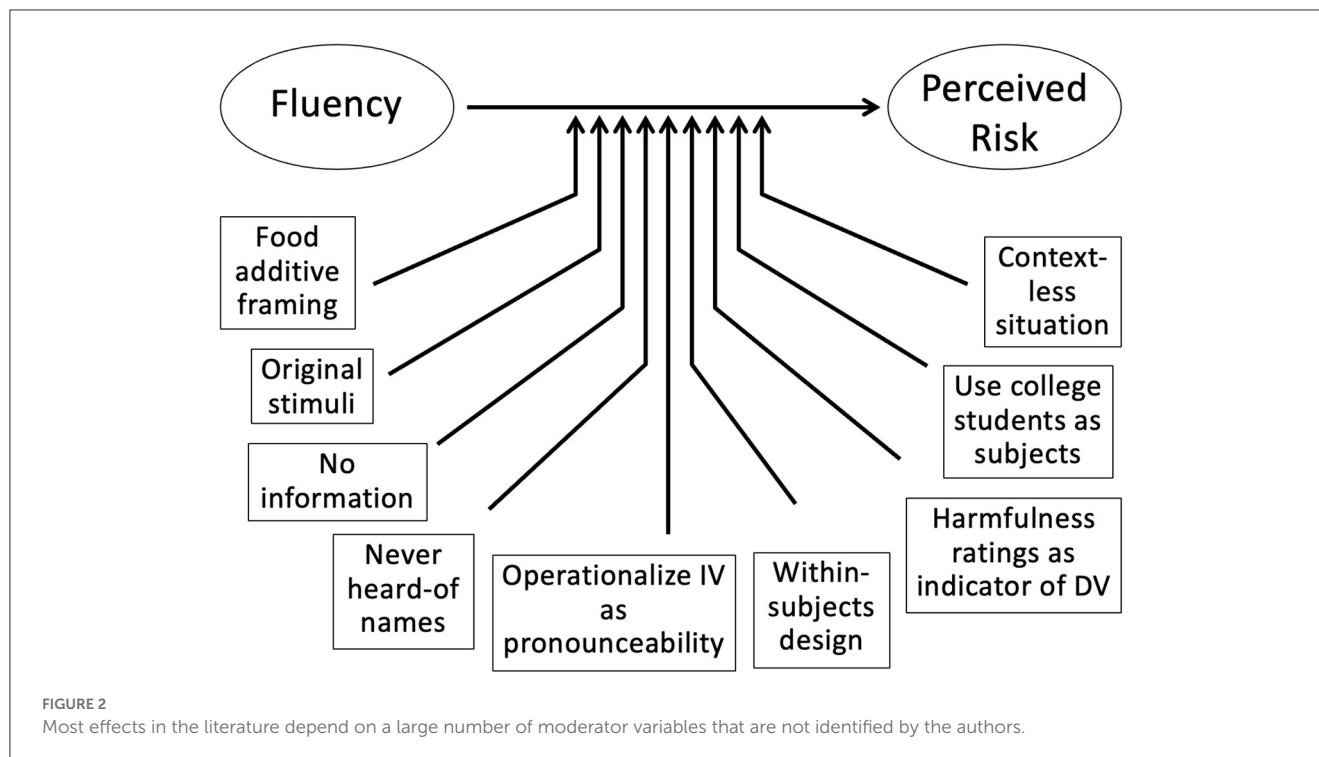 Fluency
Perceived
Risk
Food
additive
framing
Original
stimuli
No
information
Never
heard-of
names
Operationalize IV
as
pronounceability
Within-
subjects
design
Harmfulness
ratings as
indicator of DV
Use college
students as
subjects
Context-
less
situation
FIGURE 2
Most effects in the literature depend on a large number of moderator variables that are not identified by the authors.